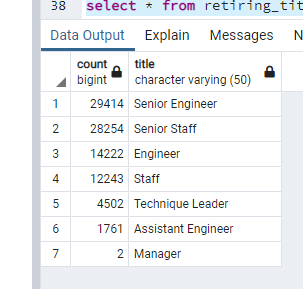 38 select * from retiring_tit
Data Output Explain Messages N
count title
bigint character varying (50)
1 29414 Senior Engineer
2 28254 Senior Staff
3 14222 Engineer
4 12243 Staff
5 4502 Technique Leader
6 1761 Assistant Engineer
7 2 Manager